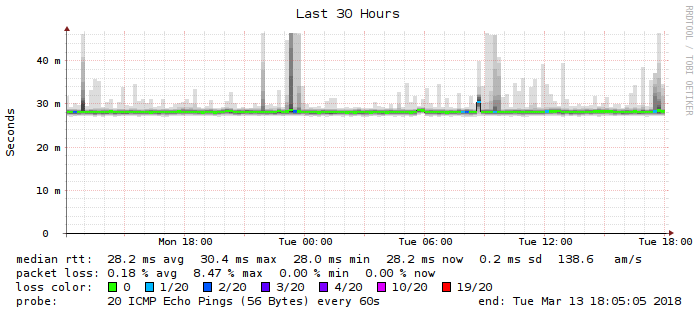 Last 30 Hours
RRDTOOL / TOBI OETIKER
Seconds
40 m
30 m
20 m
10 m
0
Mon 18:00 Tue 00:00 Tue 06:00 Tue 12:00 Tue 18:00
median rtt: 28.2 ms avg 30.4 ms max 28.0 ms min 28.2 ms now 0.2 ms sd 138.6 am/s
packet loss: 0.18 % avg 8.47 % max 0.00 % min 0.00 % now
loss color: 0 1/20 2/20 3/20 4/20 10/20 19/20
probe: 20 ICMP Echo Pings (56 Bytes) every 60s end: Tue Mar 13 18:05:05 2018